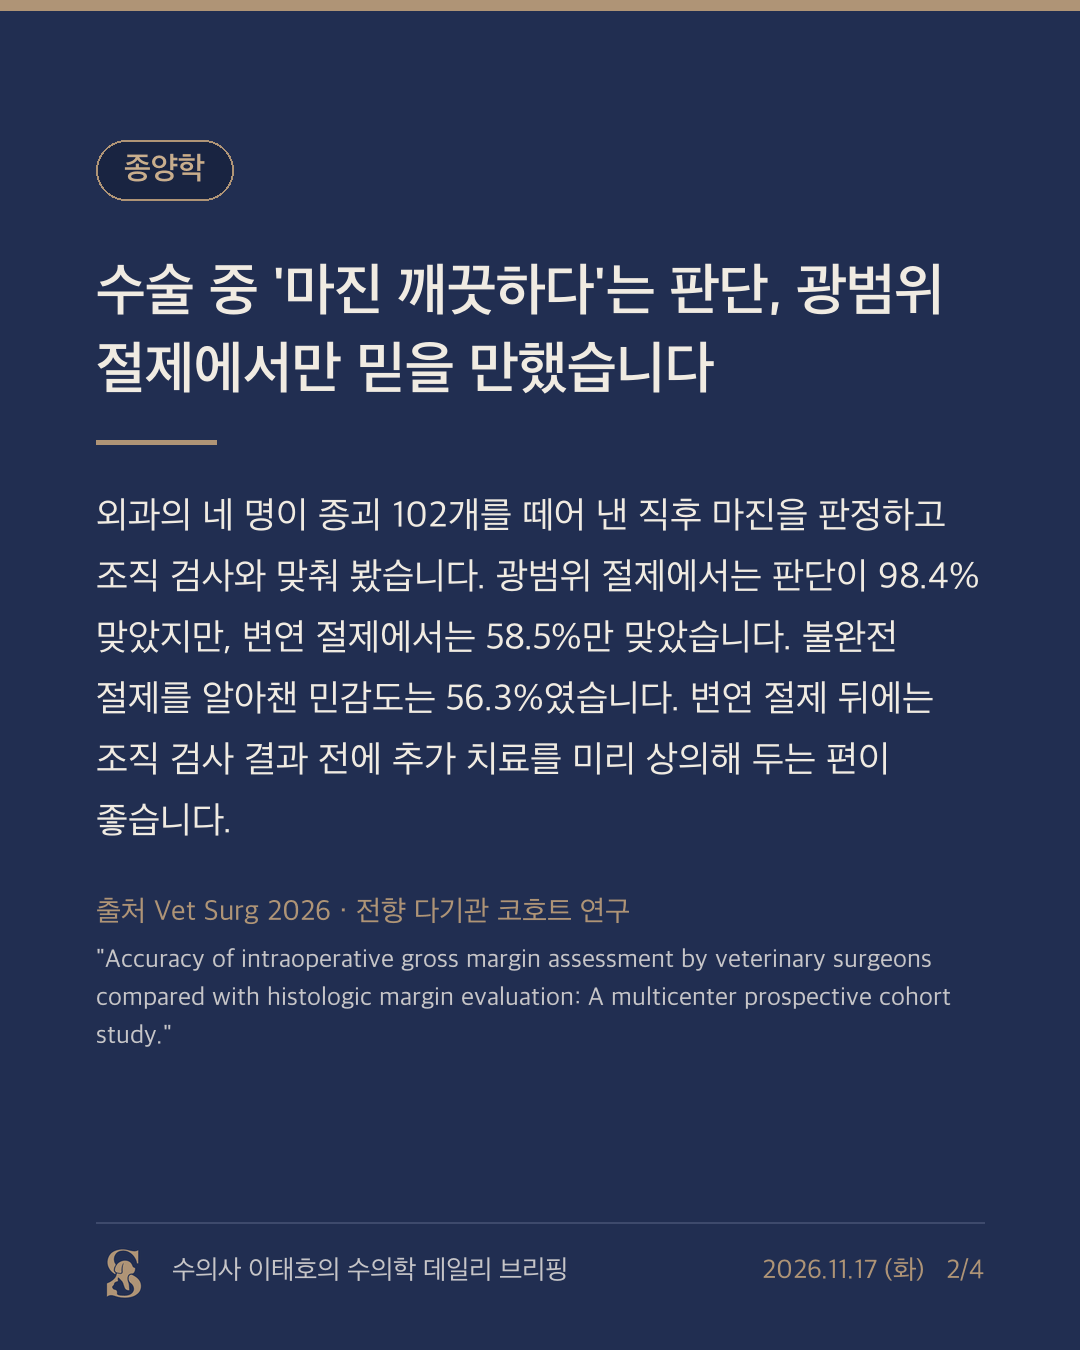 종양학
수술 중 '마진 깨끗하다'는 판단, 광범위
절제에서만 믿을 만했습니다
외과의 네 명이 종괴 102개를 떼어 낸 직후 마진을 판정하고
조직 검사와 맞춰 봤습니다. 광범위 절제에서는 판단이 98.4%
맞았지만, 변연 절제에서는 58.5%만 맞았습니다. 불완전
절제를 알아챈 민감도는 56.3%였습니다. 변연 절제 뒤에는
조직 검사 결과 전에 추가 치료를 미리 상의해 두는 편이
좋습니다.
출처 Vet Surg 2026 · 전향 다기관 코호트 연구
"Accuracy of intraoperative gross margin assessment by veterinary surgeons
compared with histologic margin evaluation: A multicenter prospective cohort
study."
수의사 이태호의 수의학 데일리 브리핑
2026.11.17 (화) 2/4